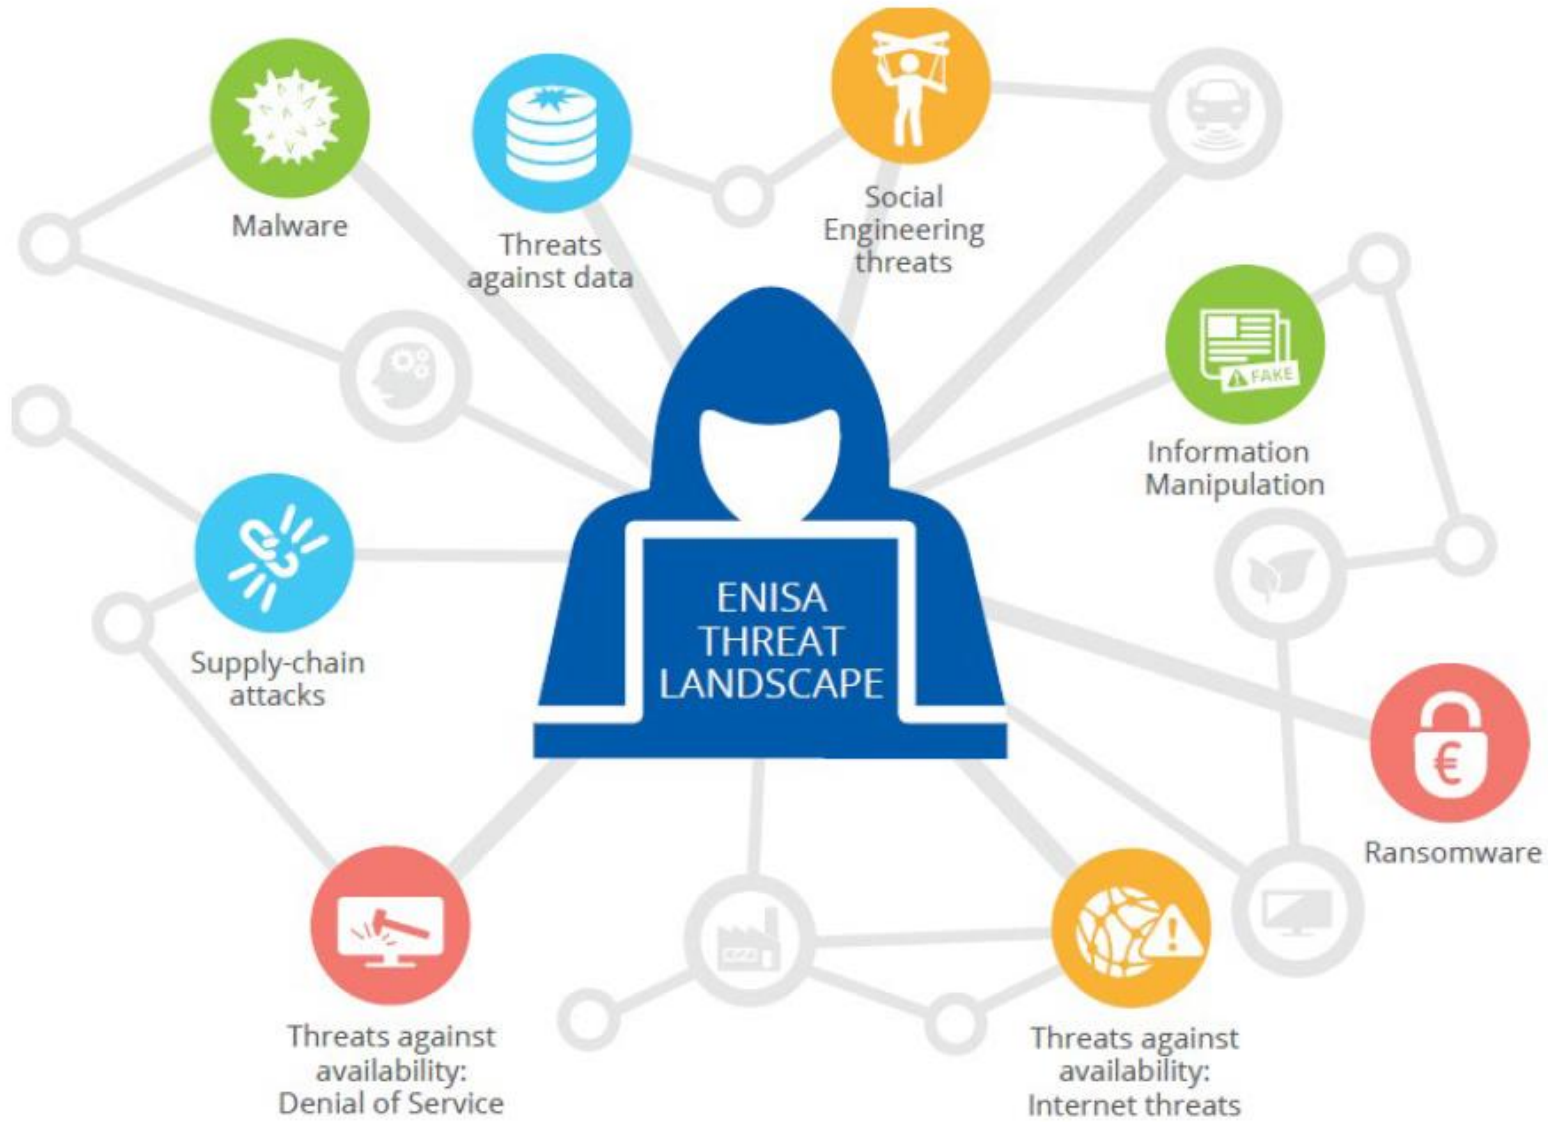 Malware
Threats
against data
Social
Engineering
threats
FAKE
Information
Manipulation
ENISA
THREAT
LANDSCAPE
Supply-chain
attacks
€
Ransomware
Threats against
availability:
Denial of Service
!
Threats against
availability:
Internet threats